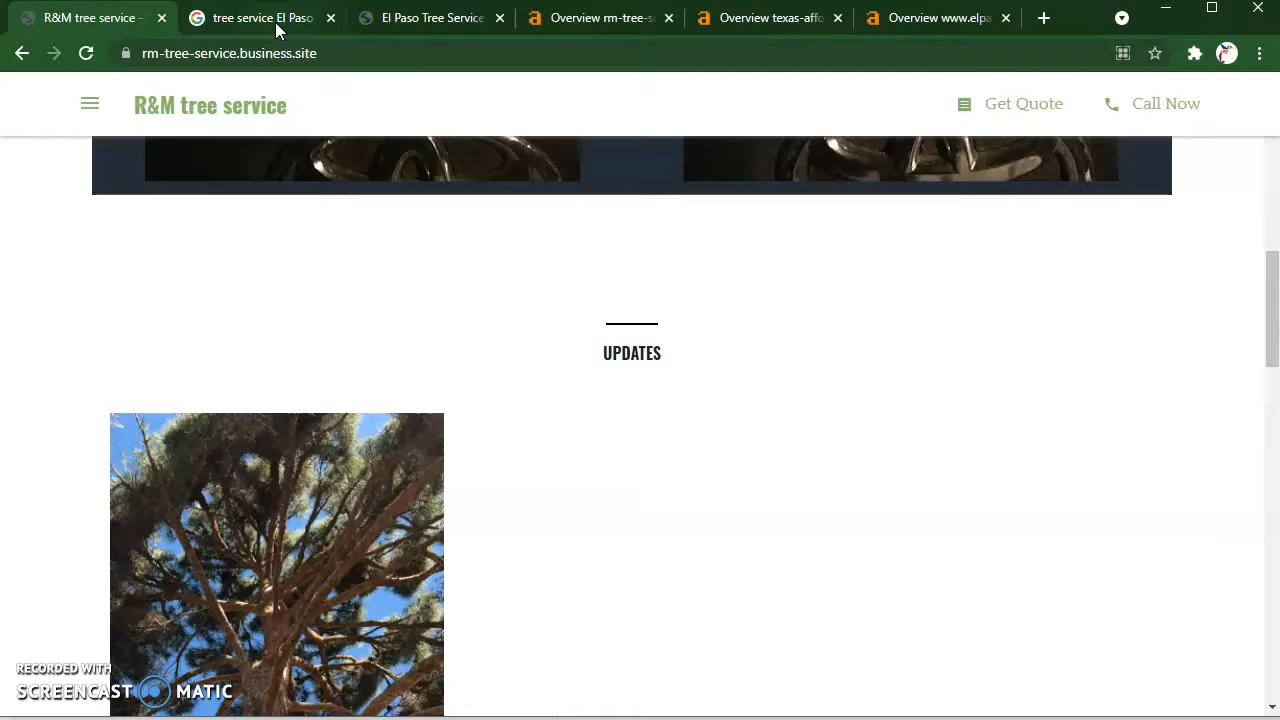 R&M tree service -
tree service El Paso
El Paso Tree Service
Overview rm-tree-s
Overview texas-affo
Overview www.elpa
rm-tree-service.business.site
R&M tree service
Get Quote
Call Now
UPDATES
RECORDED WITH
SCREENCAST MATIC